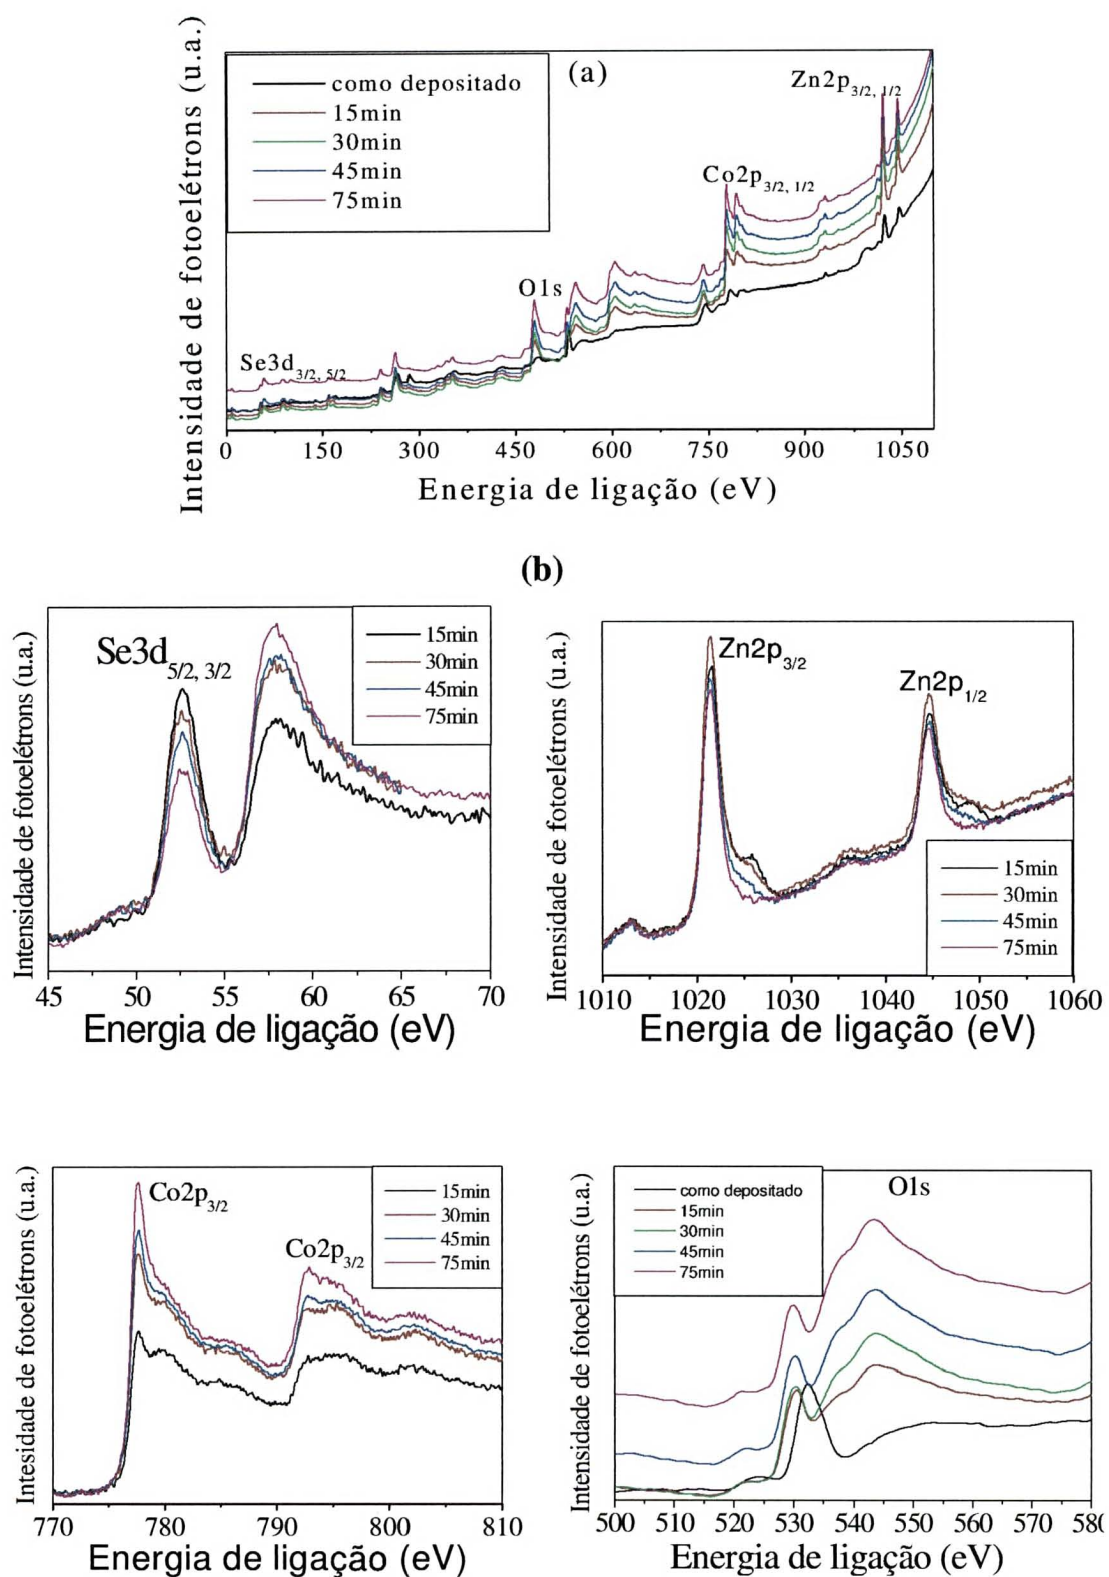 Intensidade de fotoelétrons (u.a.)
(a)
como depositado
15min
30min
45min
75min
Zn2p3/2, 1/2
Co2p3/2, 1/2
O1s
Se3d3/2, 5/2
0 150 300 450 600 750 900 1050
Energia de ligação (eV)
(b)
Intensidade de fotoelétrons (u.a.)
Se3d5/2, 3/2
15min
30min
45min
75min
45 50 55 60 65 70
Energia de ligação (eV)
Intensidade de fotoelétrons (u.a.)
Zn2p3/2
Zn2p1/2
15min
30min
45min
75min
1010 1020 1030 1040 1050 1060
Energia de ligação (eV)
Intesidade de fotoelétrons (u.a.)
Co2p3/2
Co2p3/2
15min
30min
45min
75min
770 780 790 800 810
Energia de ligação (eV)
Intensidade de fotoelétrons (u.a.)
como depositado
15min
30min
45min
75min
O1s
500 510 520 530 540 550 560 570 580
Energia de ligação (eV)